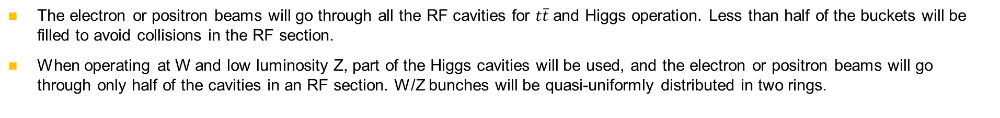 The electron or positron beams will go through all the RF cavities for tt̄ and Higgs operation. Less than half of the buckets will be
filled to avoid collisions in the RF section.
When operating at W and low luminosity Z, part of the Higgs cavities will be used, and the electron or positron beams will go
through only half of the cavities in an RF section. W/Z bunches will be quasi-uniformly distributed in two rings.